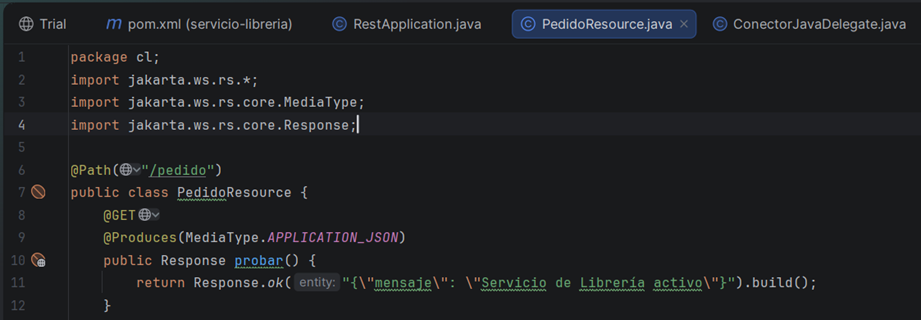 Trial pom.xml (servicio-libreria) RestApplication.java PedidoResource.java ConectorJavaDelegate.java
1 package cl;
2 import jakarta.ws.rs.*;
3 import jakarta.ws.rs.core.MediaType;
4 import jakarta.ws.rs.core.Response;
5
6 @Path("/pedido")
7 public class PedidoResource {
8 @GET
9 @Produces(MediaType.APPLICATION_JSON)
10 public Response probar() {
11 return Response.ok( entity: "{\"mensaje\": \"Servicio de Librería activo\"}").build();
12 }